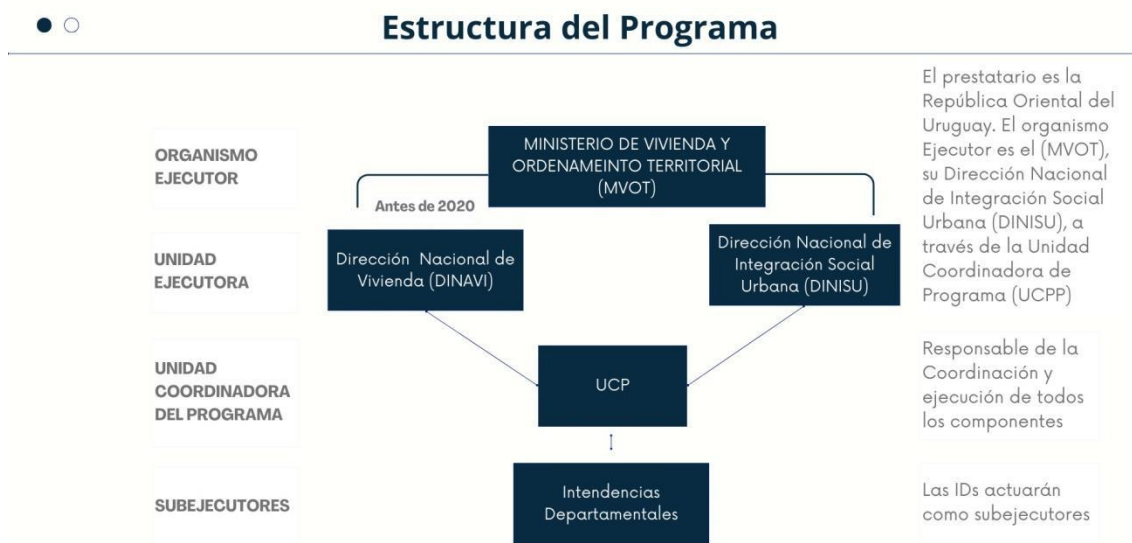 Estructura del Programa
ORGANISMO
EJECUTOR
MINISTERIO DE VIVIENDA Y
ORDENAMEINTO TERRITORIAL
(MVOT)
El prestatario es la
República Oriental del
Uruguay. El organismo
Ejecutor es el (MVOT),
su Dirección Nacional
de Integración Social
Urbana (DINISU), a
través de la Unidad
Coordinadora de
Programa (UCPP)
Antes de 2020
UNIDAD
EJECUTORA
Dirección Nacional de
Vivienda (DINAVI)
Dirección Nacional de
Integración Social
Urbana (DINISU)
UNIDAD
COORDINADORA
DEL PROGRAMA
UCP
Responsable de la
Coordinación y
ejecución de todos
los componentes
SUBEJECUTORES
Intendencias
Departamentales
Las IDs actuarán
como subejecutores